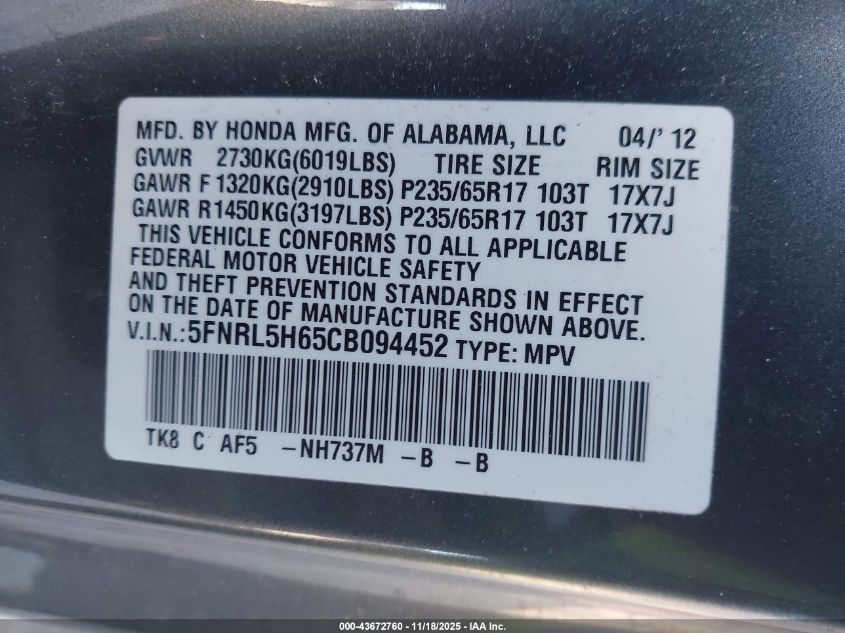 MFD. BY HONDA MFG. OF ALABAMA, LLC 04/'12
GVWR 2730KG(6019LBS) TIRE SIZE RIM SIZE
GAWR F 1320KG(2910LBS) P235/65R17 103T 17X7J
GAWR R1450KG(3197LBS) P235/65R17 103T 17X7J
THIS VEHICLE CONFORMS TO ALL APPLICABLE
FEDERAL MOTOR VEHICLE SAFETY
AND THEFT PREVENTION STANDARDS IN EFFECT
ON THE DATE OF MANUFACTURE SHOWN ABOVE.
V.I.N.:5FNRL5H65CB094452 TYPE: MPV
TK8 C AF5 -NH737M -B -B
000-43672760 - 11/18/2025 - IAA Inc.